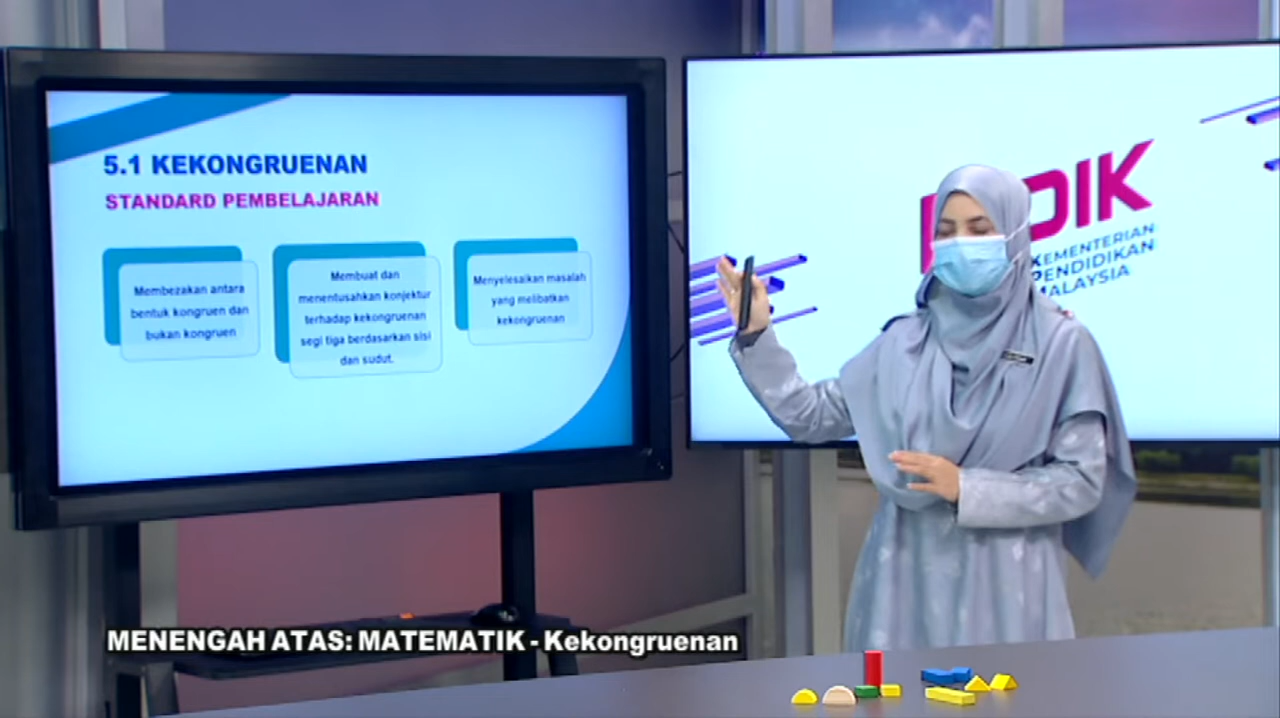 5.1 KEKONGRUENAN
STANDARD PEMBELAJARAN
Membezakan antara
bentuk kongruen dan
bukan kongruen
Membuat dan
menentusahkan konjektur
terhadap kekongruenan
segi tiga berdasarkan sisi
dan sudut.
Menyelesaikan masalah
yang melibatkan
kekongruenan
DIK
KEMENTERIAN
PENDIDIKAN
MALAYSIA
MENENGAH ATAS: MATEMATIK - Kekongruenan